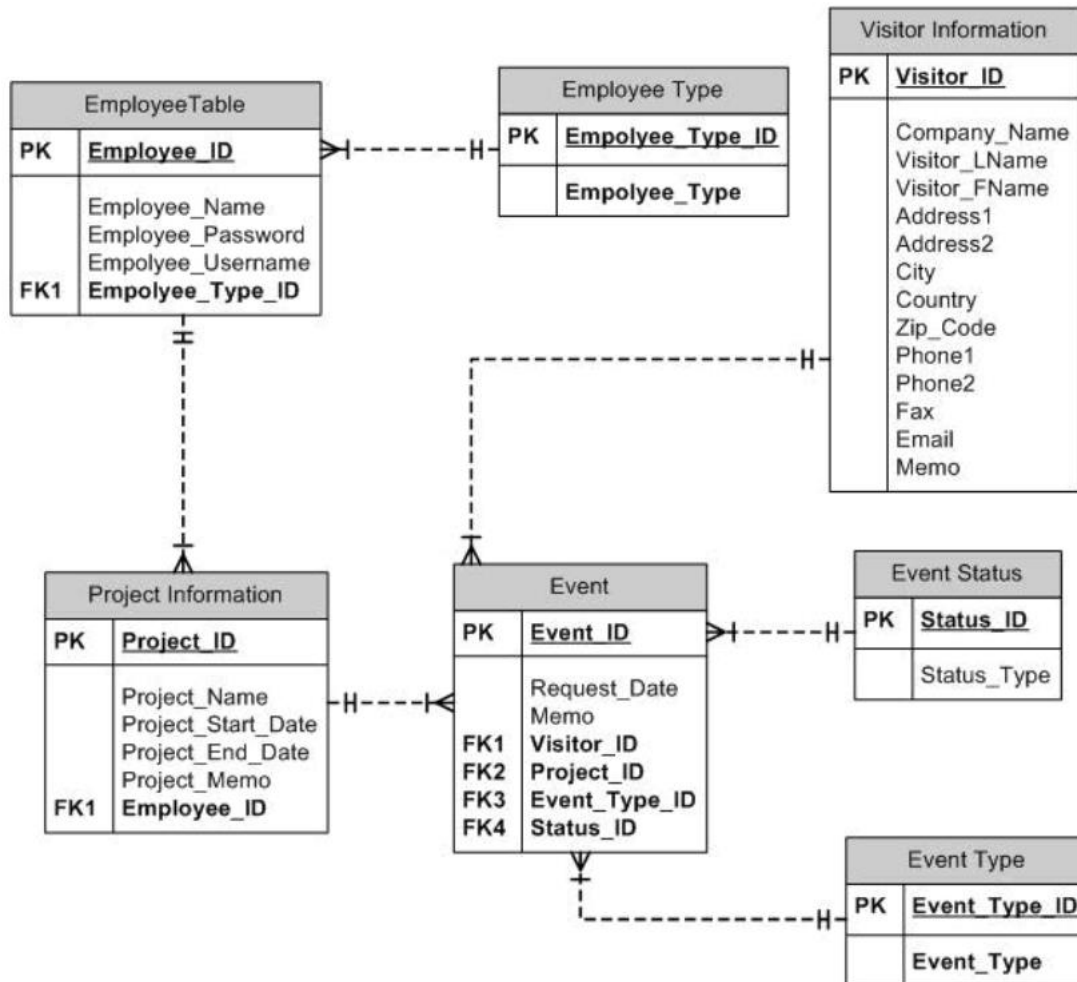 Visitor Information
PK Visitor_ID
Company_Name
Visitor_LName
Visitor_FName
Address1
Address2
City
Country
Zip_Code
Phone1
Phone2
Fax
Email
Memo
EmployeeTable
PK Employee_ID
Employee_Name
Employee_Password
Empolyee_Username
FK1 Empolyee_Type_ID
Employee Type
PK Empolyee_Type_ID
Empolyee_Type
Project Information
PK Project_ID
Project_Name
Project_Start_Date
Project_End_Date
Project_Memo
FK1 Employee_ID
Event
PK Event_ID
Request_Date
Memo
FK1 Visitor_ID
FK2 Project_ID
FK3 Event_Type_ID
FK4 Status_ID
Event Status
PK Status_ID
Status_Type
Event Type
PK Event_Type_ID
Event_Type